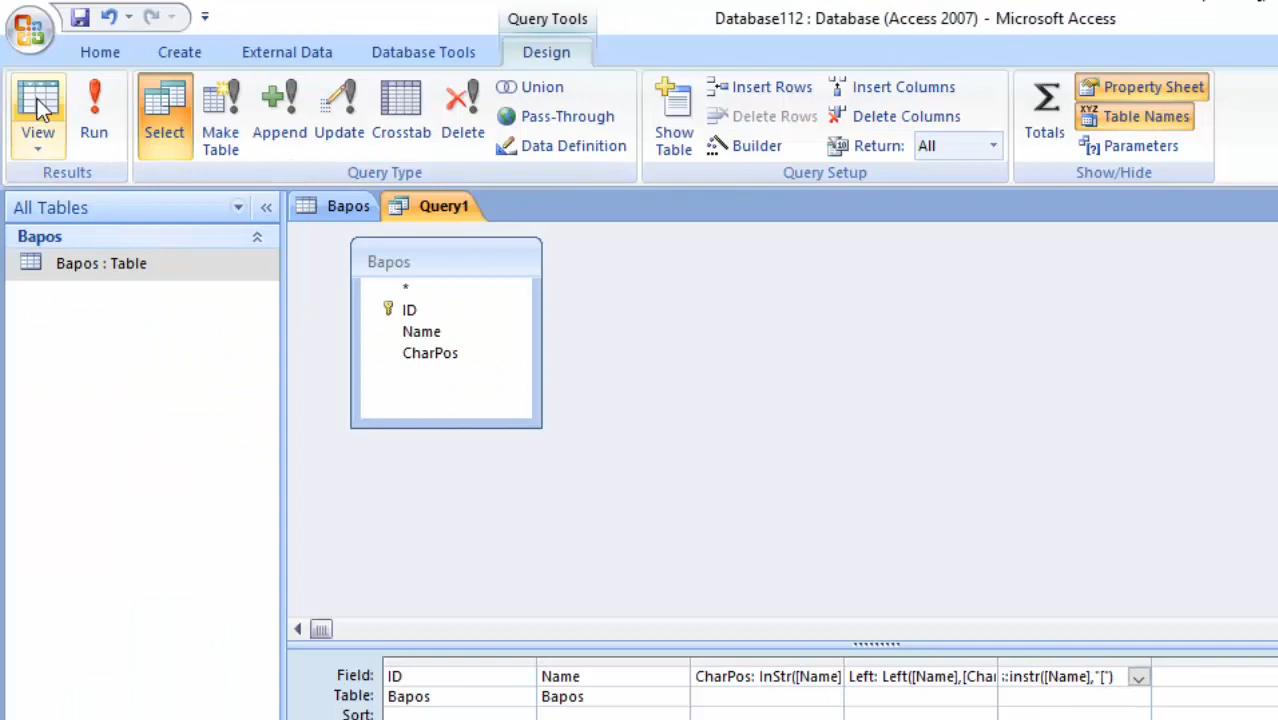 Query Tools
Database112 : Database (Access 2007) - Microsoft Access
Home Create External Data Database Tools Design
Union Insert Rows Insert Columns Property Sheet
View Run Select Make Table Append Update Crosstab Delete
Pass-Through Show Table Delete Rows Delete Columns Totals XYZ Table Names
Data Definition Builder Return: All Parameters
Results Query Type Query Setup Show/Hide
All Tables Bapos Query1
Bapos
Bapos : Table
Bapos
*
ID
Name
CharPos
Field: ID Name CharPos: InStr([Name] Left: Left([Name],[Char ::instr([Name],"[")
Table: Bapos Bapos
Sort: